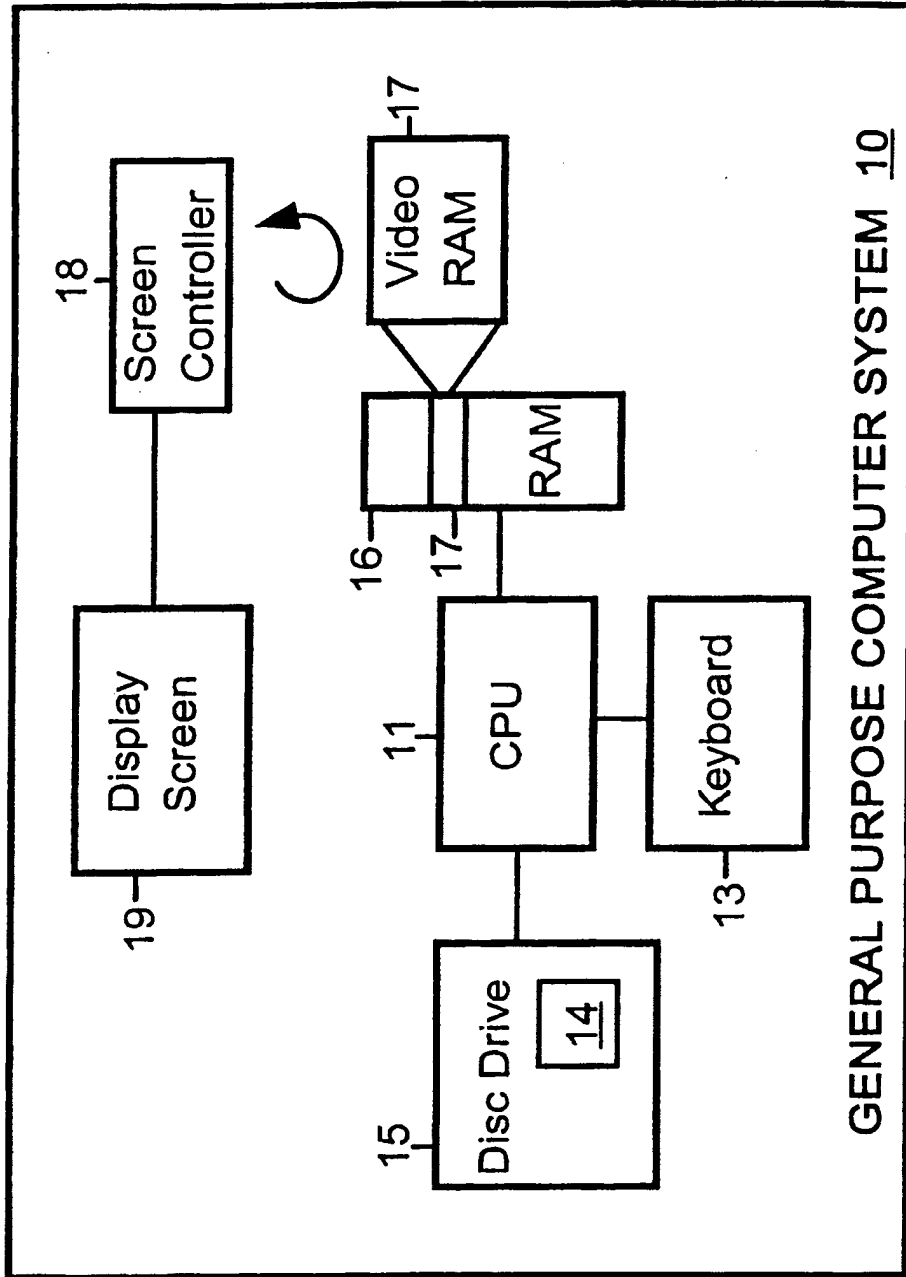 19
Display
Screen
18
Screen
Controller
15
Disc Drive
14
11
CPU
16
17
RAM
Video
RAM
17
13
Keyboard
GENERAL PURPOSE COMPUTER SYSTEM 10